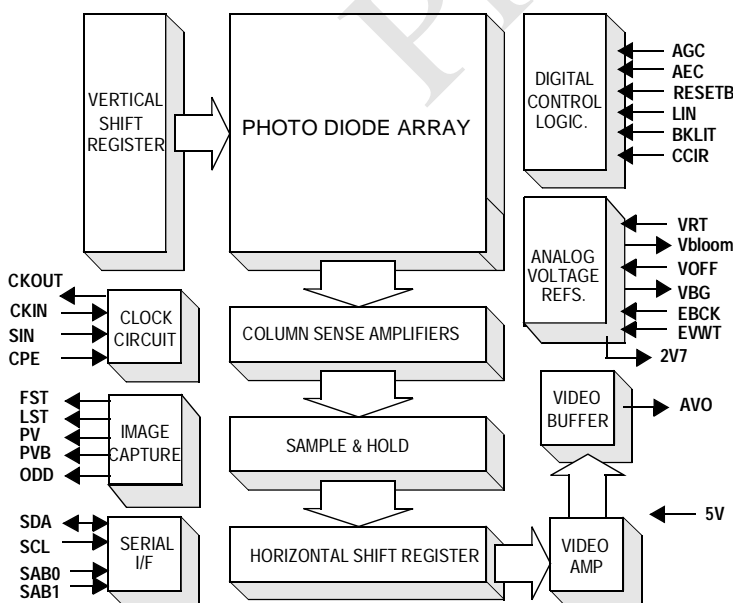 VERTICAL
SHIFT
REGISTER
PHOTO DIODE ARRAY
DIGITAL
CONTROL
LOGIC.
AGC
AEC
RESETB
LIN
BKLIT
CCIR
ANALOG
VOLTAGE
REFS.
VRT
Vbloom
VOFF
VBG
EBCK
EVWT
2V7
CKOUT
CKIN
SIN
CPE
CLOCK
CIRCUIT
COLUMN SENSE AMPLIFIERS
FST
LST
PV
PVB
ODD
IMAGE
CAPTURE
SAMPLE & HOLD
VIDEO
BUFFER
AVO
5V
SDA
SCL
SAB0
SAB1
SERIAL
I/F
HORIZONTAL SHIFT REGISTER
VIDEO
AMP